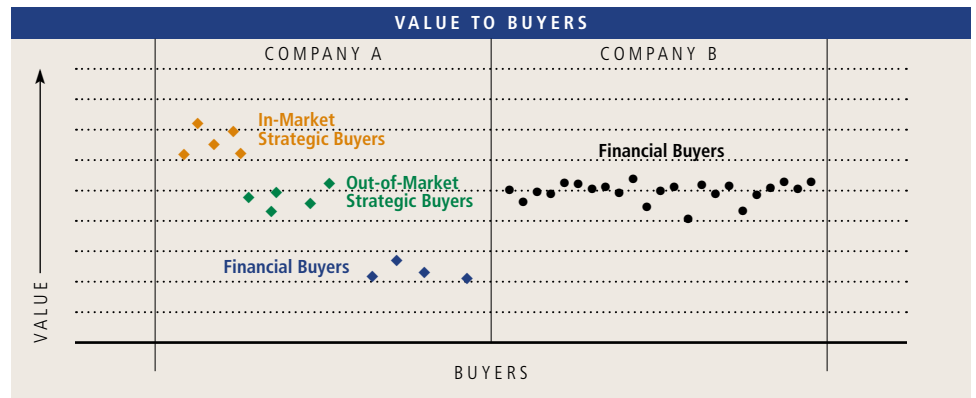 VALUE TO BUYERS
COMPANY A
COMPANY B
In-Market
Strategic Buyers
Financial Buyers
Out-of-Market
Strategic Buyers
Financial Buyers
VALUE
BUYERS